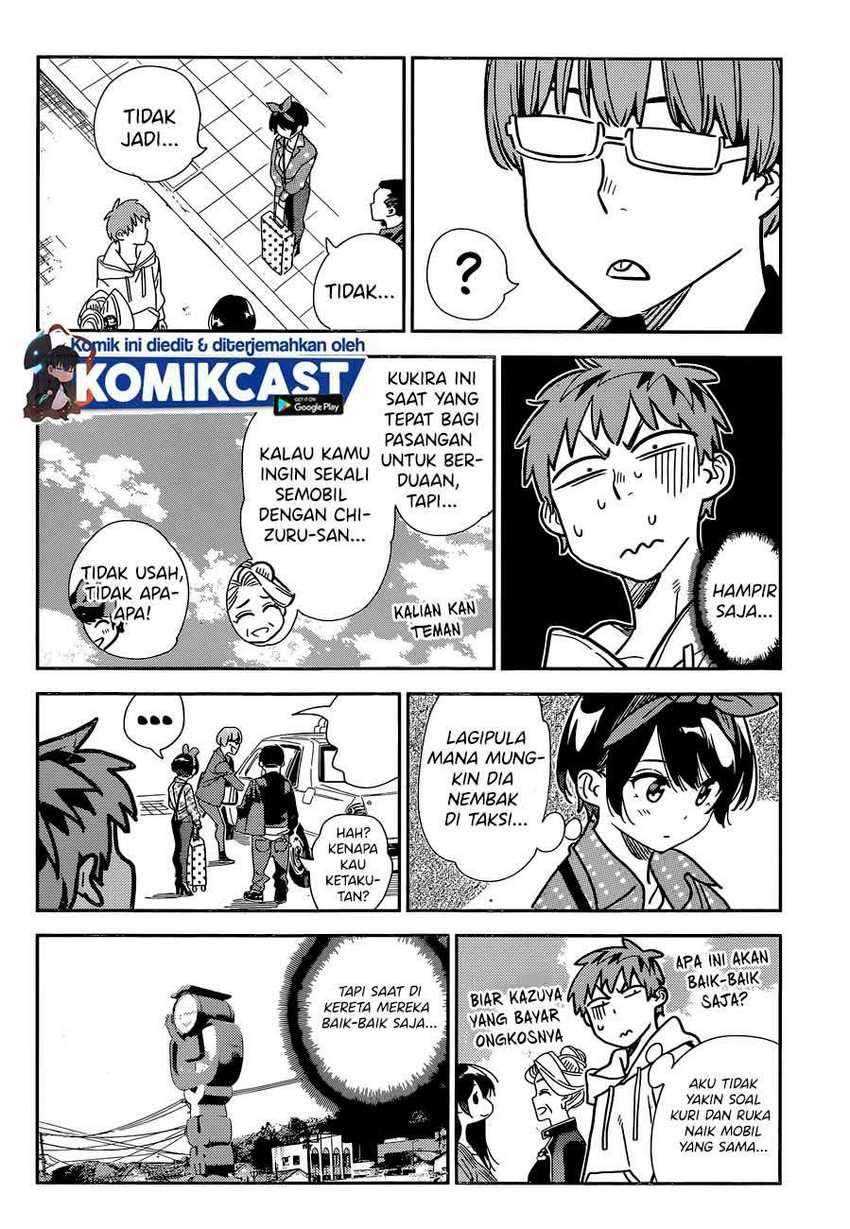 ?
TIDAK
JADI...
TIDAK...
Komik ini diedit & diterjemahkan oleh
KOMIKCAST
GET IT ON
Google Play
HAMPIR
SAJA...
KUKIRA INI
SAAT YANG
TEPAT BAGI
PASANGAN
UNTUK BER-
DUAAN,
TAPI...
KALAU KAMU
INGIN SEKALI
SEMOBIL
DENGAN CHI-
ZURU-SAN...
KALIAN KAN
TEMAN
TIDAK USAH,
TIDAK APA-
APA!
LAGIPULA
MANA MUNG-
KIN DIA
NEMBAK
DI TAKSI...
...
HAH?
KENAPA
KAU
KETAKU-
TAN?
APA INI AKAN
BAIK-BAIK
SAJA?
BIAR KAZUYA
YANG BAYAR
ONGKOSNYA
AKU TIDAK
YAKIN SOAL
KURI DAN RUKA
NAIK MOBIL
YANG SAMA...
TAPI SAAT DI
KERETA MEREKA
BAIK-BAIK SAJA...